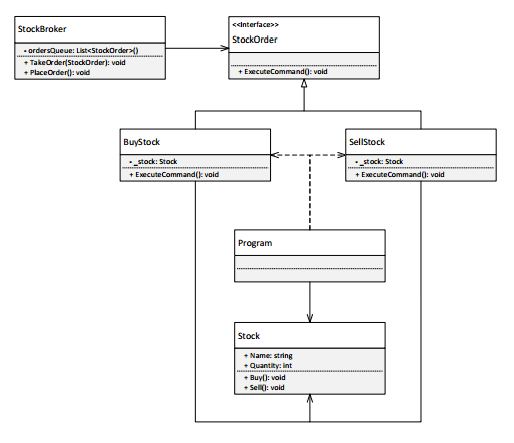 StockBroker
- ordersQueue: List<StockOrder>()
+ TakeOrder(StockOrder): void
+ PlaceOrder(): void
<<Interface>>
StockOrder
+ ExecuteCommand(): void
BuyStock
- _stock: Stock
+ ExecuteCommand(): void
SellStock
- _stock: Stock
+ ExecuteCommand(): void
Program
Stock
+ Name: string
+ Quantity: int
+ Buy(): void
+ Sell(): void